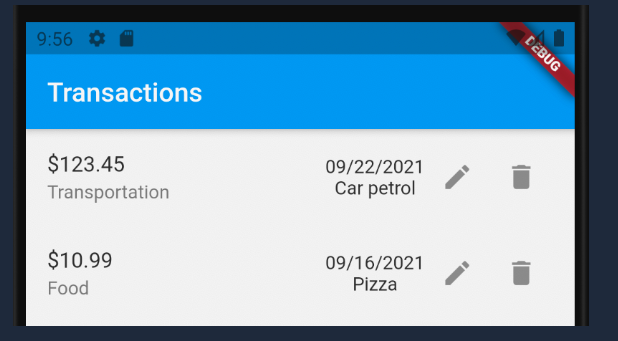 9:56
DEBUG
Transactions
$123.45
Transportation
09/22/2021
Car petrol
$10.99
Food
09/16/2021
Pizza